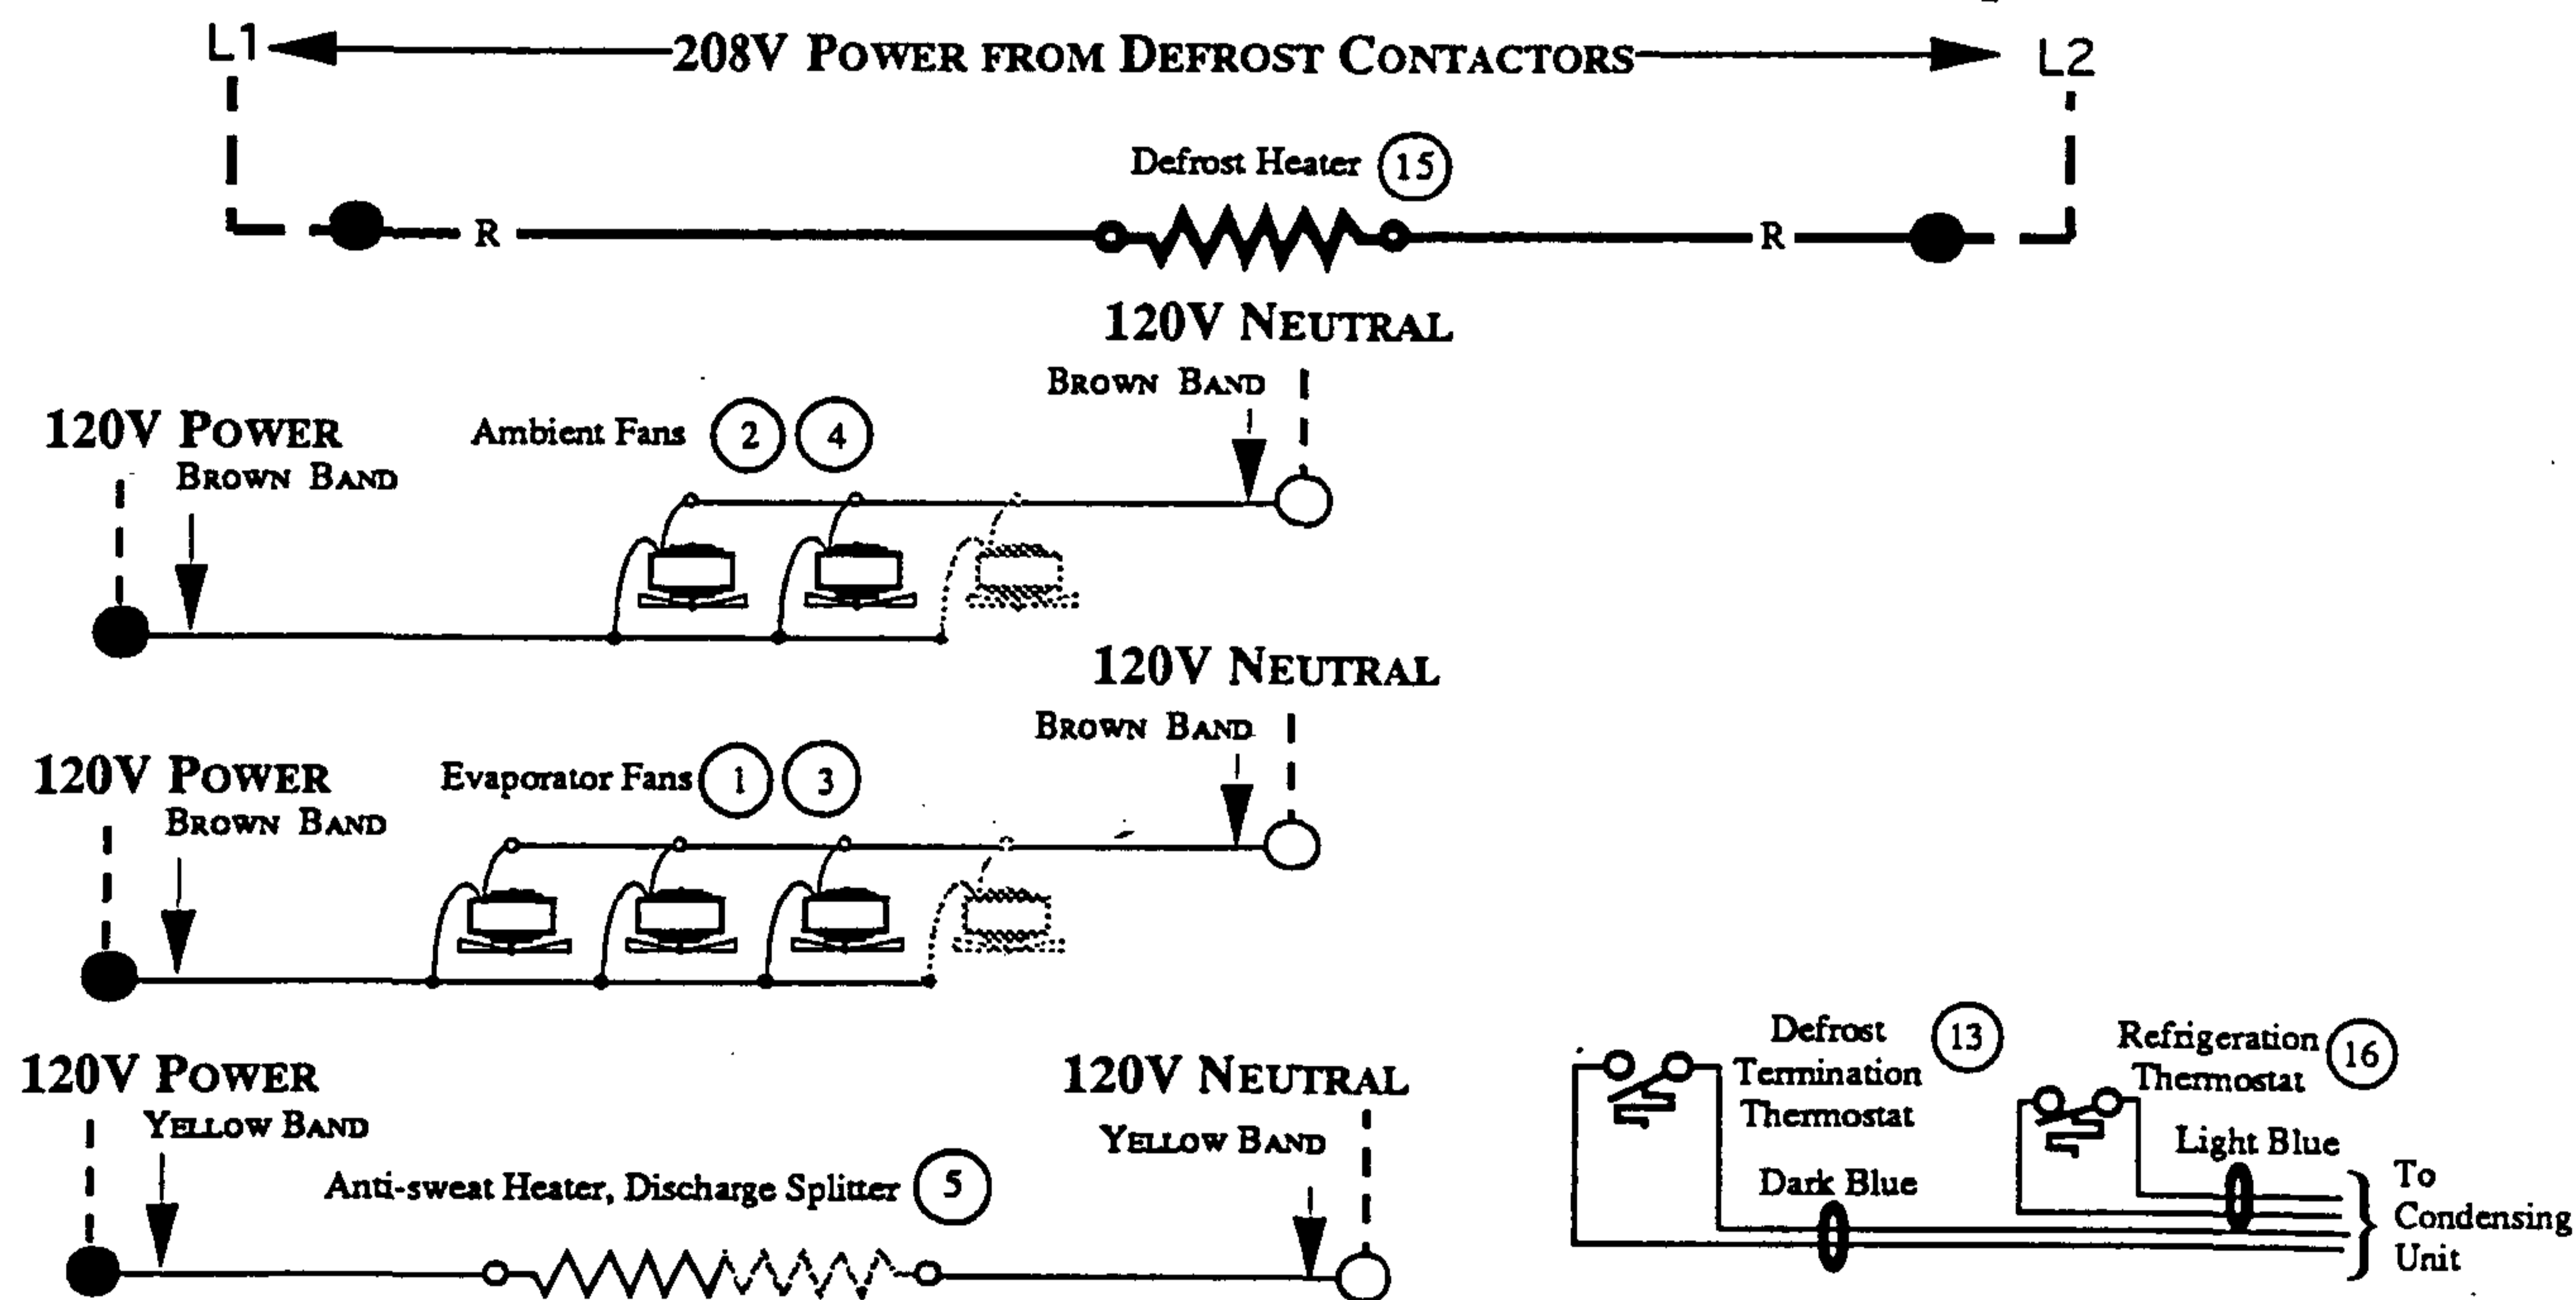 L1 208V POWER FROM DEFROST CONTACTORS L2
Defrost Heater 15
R R
120V NEUTRAL
BROWN BAND
120V POWER
BROWN BAND
Ambient Fans 2 4
120V NEUTRAL
BROWN BAND
120V POWER
BROWN BAND
Evaporator Fans 1 3
120V POWER
YELLOW BAND
120V NEUTRAL
YELLOW BAND
Anti-sweat Heater, Discharge Splitter 5
Defrost 13
Termination
Thermostat
Dark Blue
Refrigeration 16
Thermostat
Light Blue
To
Condensing
Unit